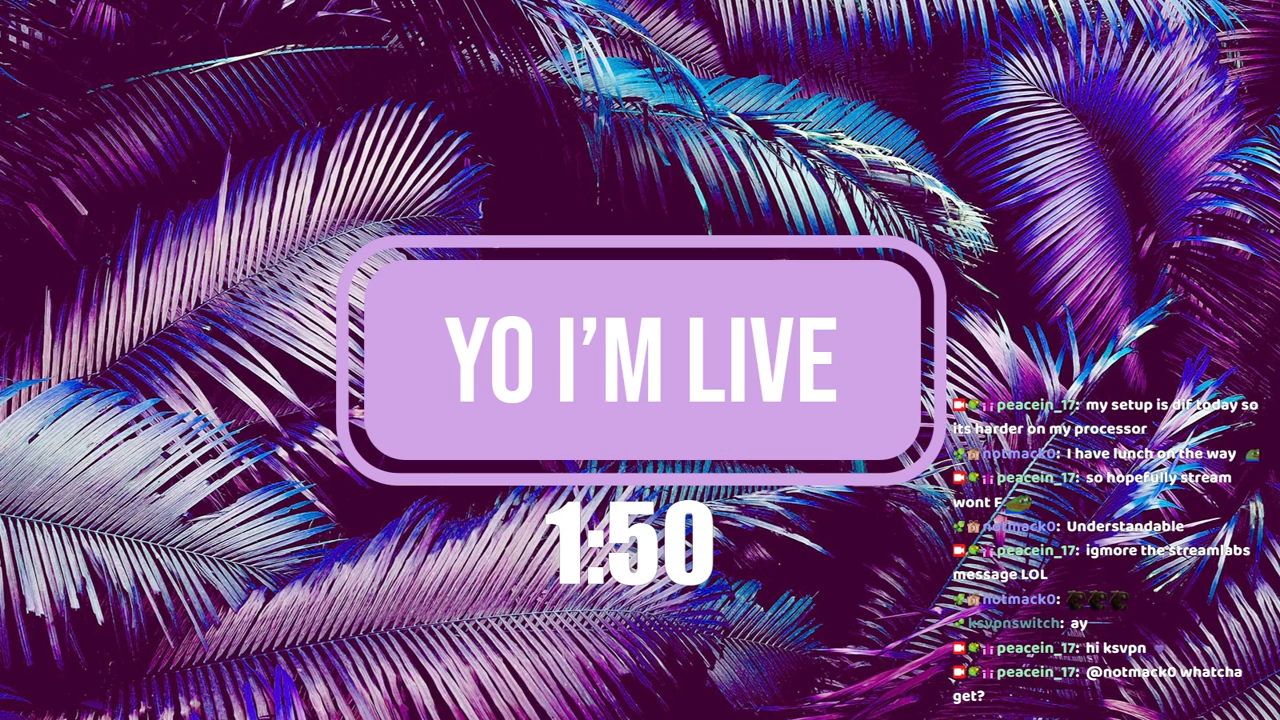 YO I'M LIVE
1:50
peacein_17: my setup is dif today so
its harder on my processor
notmack0: I have lunch on the way
peacein_17: so hopefully stream
wont F
notmack0: Understandable
peacein_17: igmore the streamlabs
message LOL
notmack0:
ksvpnswitch: ay
peacein_17: hi ksvpn
peacein_17: @notmack0 whatcha
get?